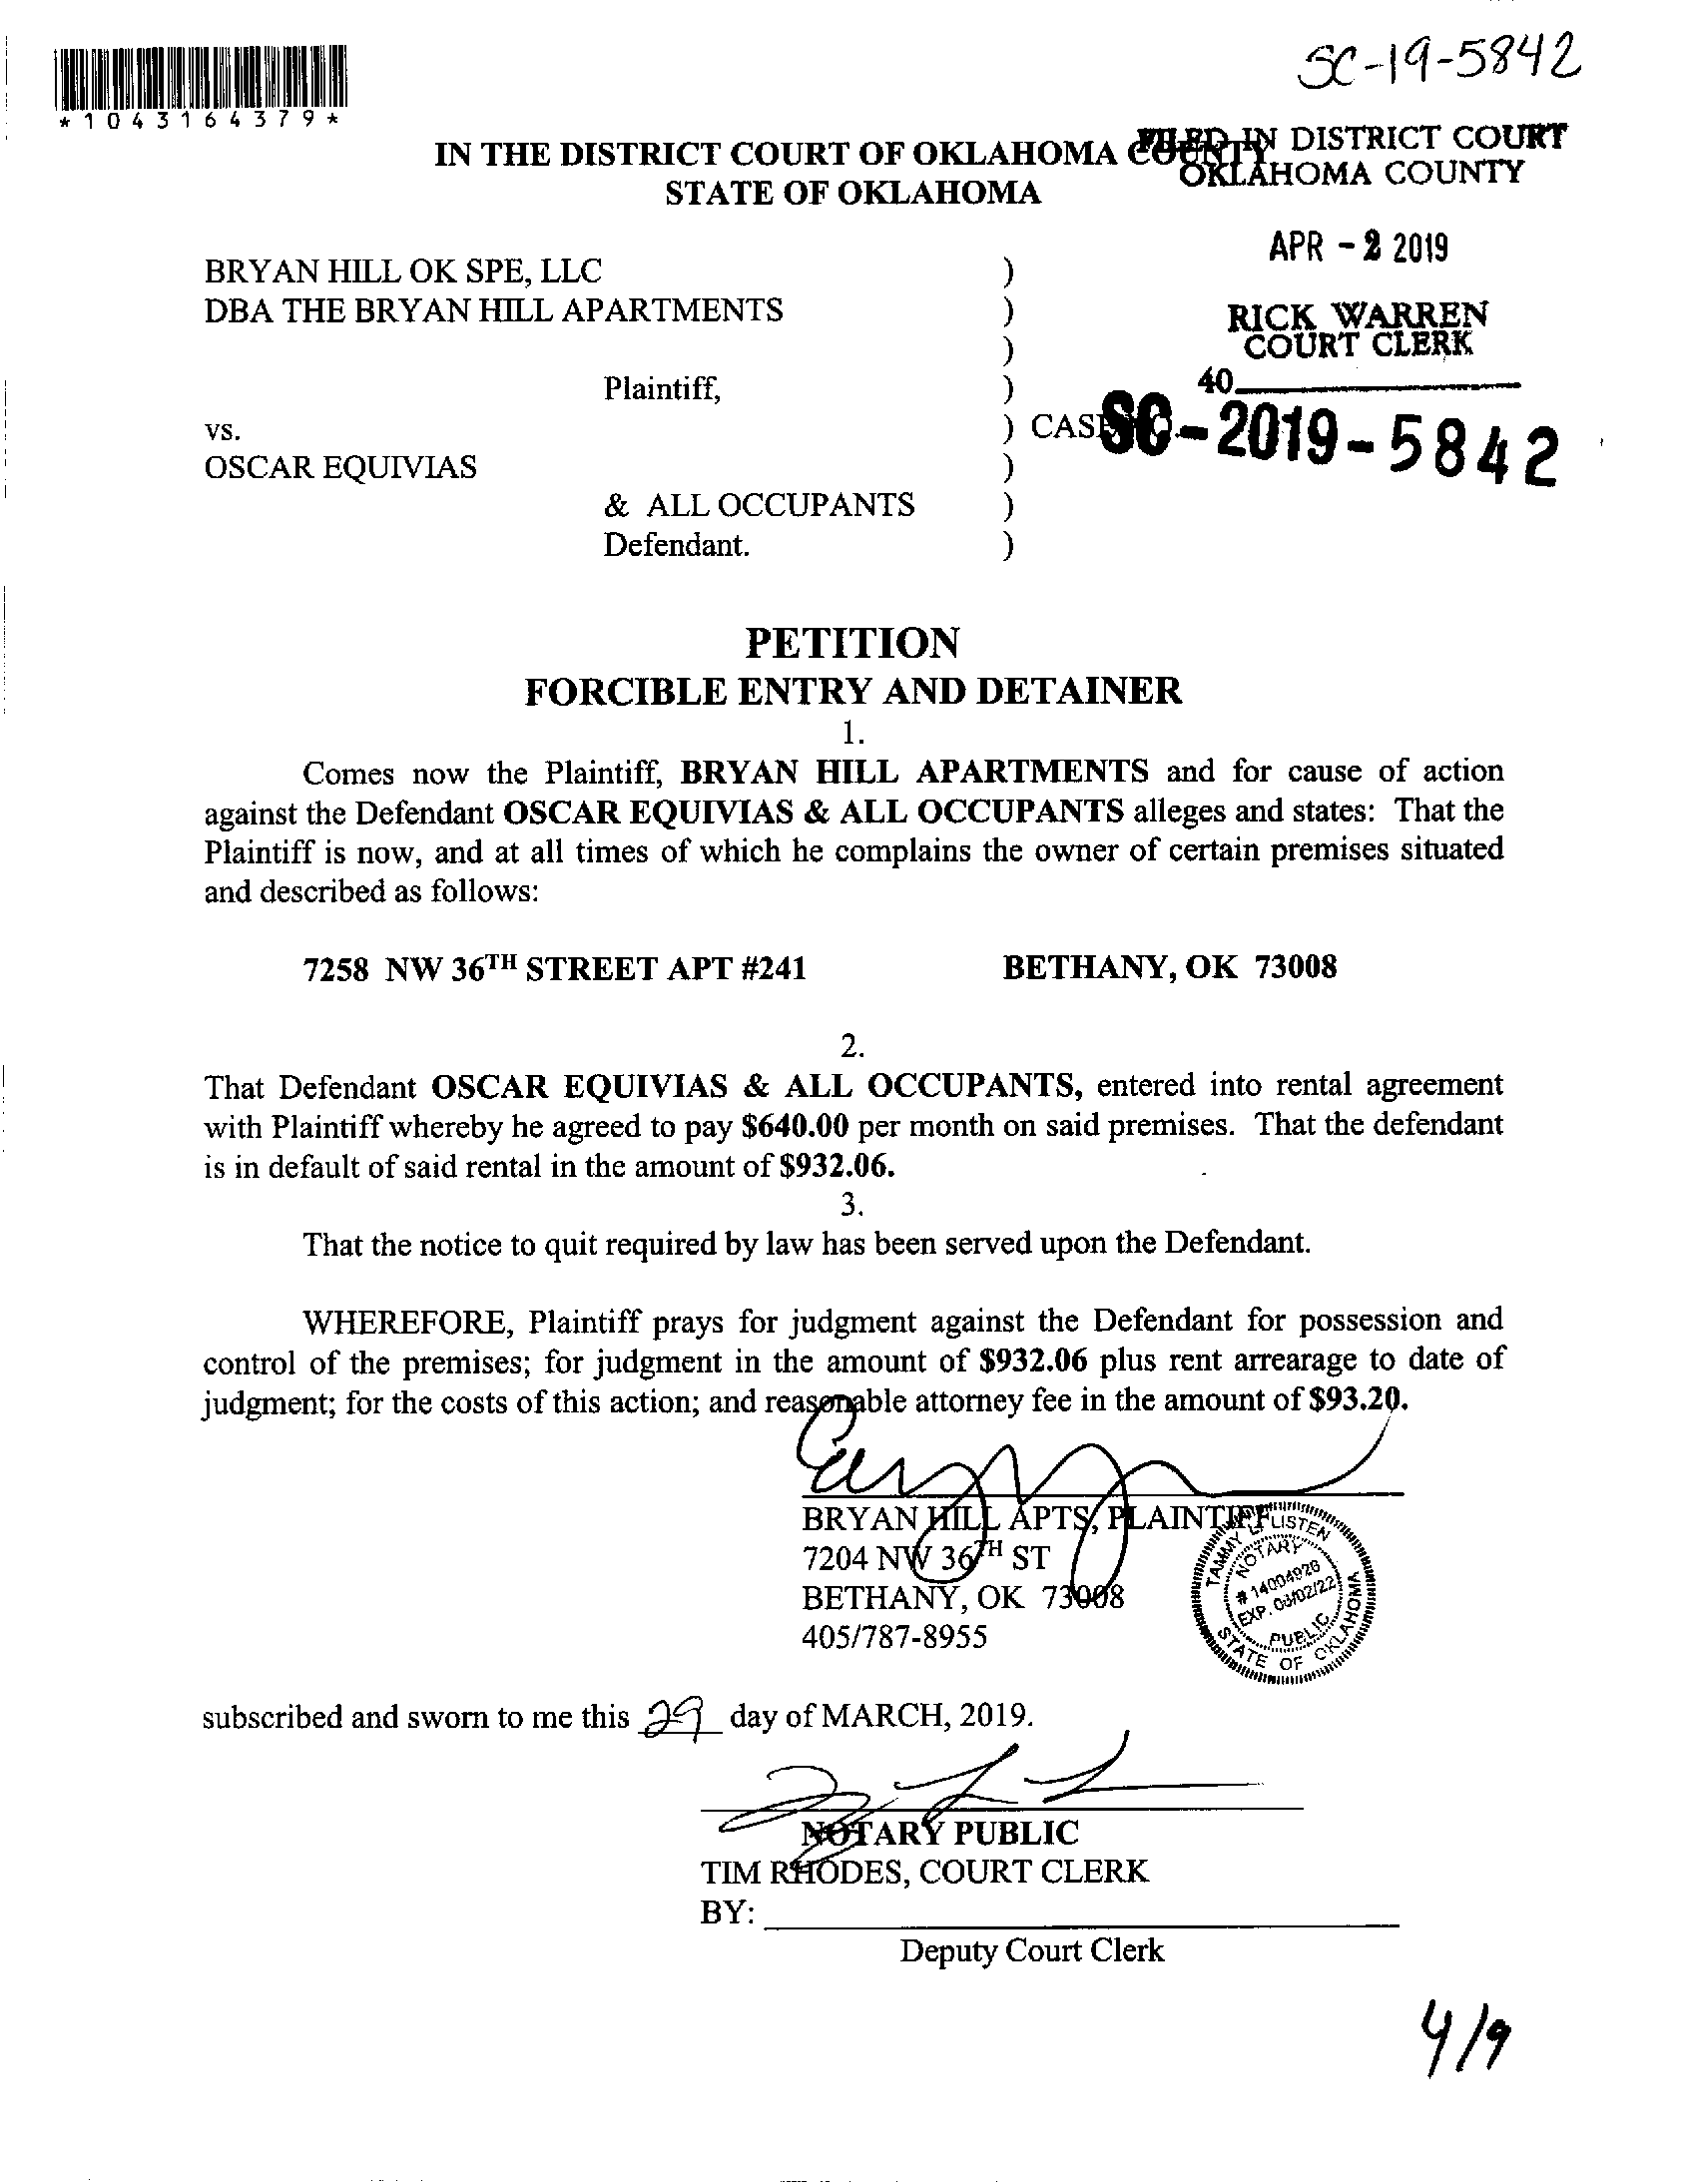 SC-19-5842
*1043164379*
IN THE DISTRICT COURT OF OKLAHOMA COUNTY
STATE OF OKLAHOMA
FILED IN DISTRICT COURT
OKLAHOMA COUNTY
APR - 2 2019
RICK WARREN
COURT CLERK
40
BRYAN HILL OK SPE, LLC )
DBA THE BRYAN HILL APARTMENTS )
)
Plaintiff, )
vs. ) CASE NO. SC-2019-5842
OSCAR EQUIVIAS )
& ALL OCCUPANTS )
Defendant. )
PETITION
FORCIBLE ENTRY AND DETAINER
1.
Comes now the Plaintiff, BRYAN HILL APARTMENTS and for cause of action
against the Defendant OSCAR EQUIVIAS & ALL OCCUPANTS alleges and states: That the
Plaintiff is now, and at all times of which he complains the owner of certain premises situated
and described as follows:
7258 NW 36TH STREET APT #241 BETHANY, OK 73008
2.
That Defendant OSCAR EQUIVIAS & ALL OCCUPANTS, entered into rental agreement
with Plaintiff whereby he agreed to pay $640.00 per month on said premises. That the defendant
is in default of said rental in the amount of $932.06.
3.
That the notice to quit required by law has been served upon the Defendant.
WHEREFORE, Plaintiff prays for judgment against the Defendant for possession and
control of the premises; for judgment in the amount of $932.06 plus rent arrearage to date of
judgment; for the costs of this action; and reasonable attorney fee in the amount of $93.20.
BRYAN HILL APTS, PLAINTIFF
7204 NW 36TH ST
BETHANY, OK 73008
405/787-8955
TAMMY L FLISTEN
NOTARY
# 14004926
EXP. 03/02/22
PUBLIC
STATE OF OKLAHOMA
subscribed and sworn to me this 29 day of MARCH, 2019.
NOTARY PUBLIC
TIM RHODES, COURT CLERK
BY:
Deputy Court Clerk
4/9